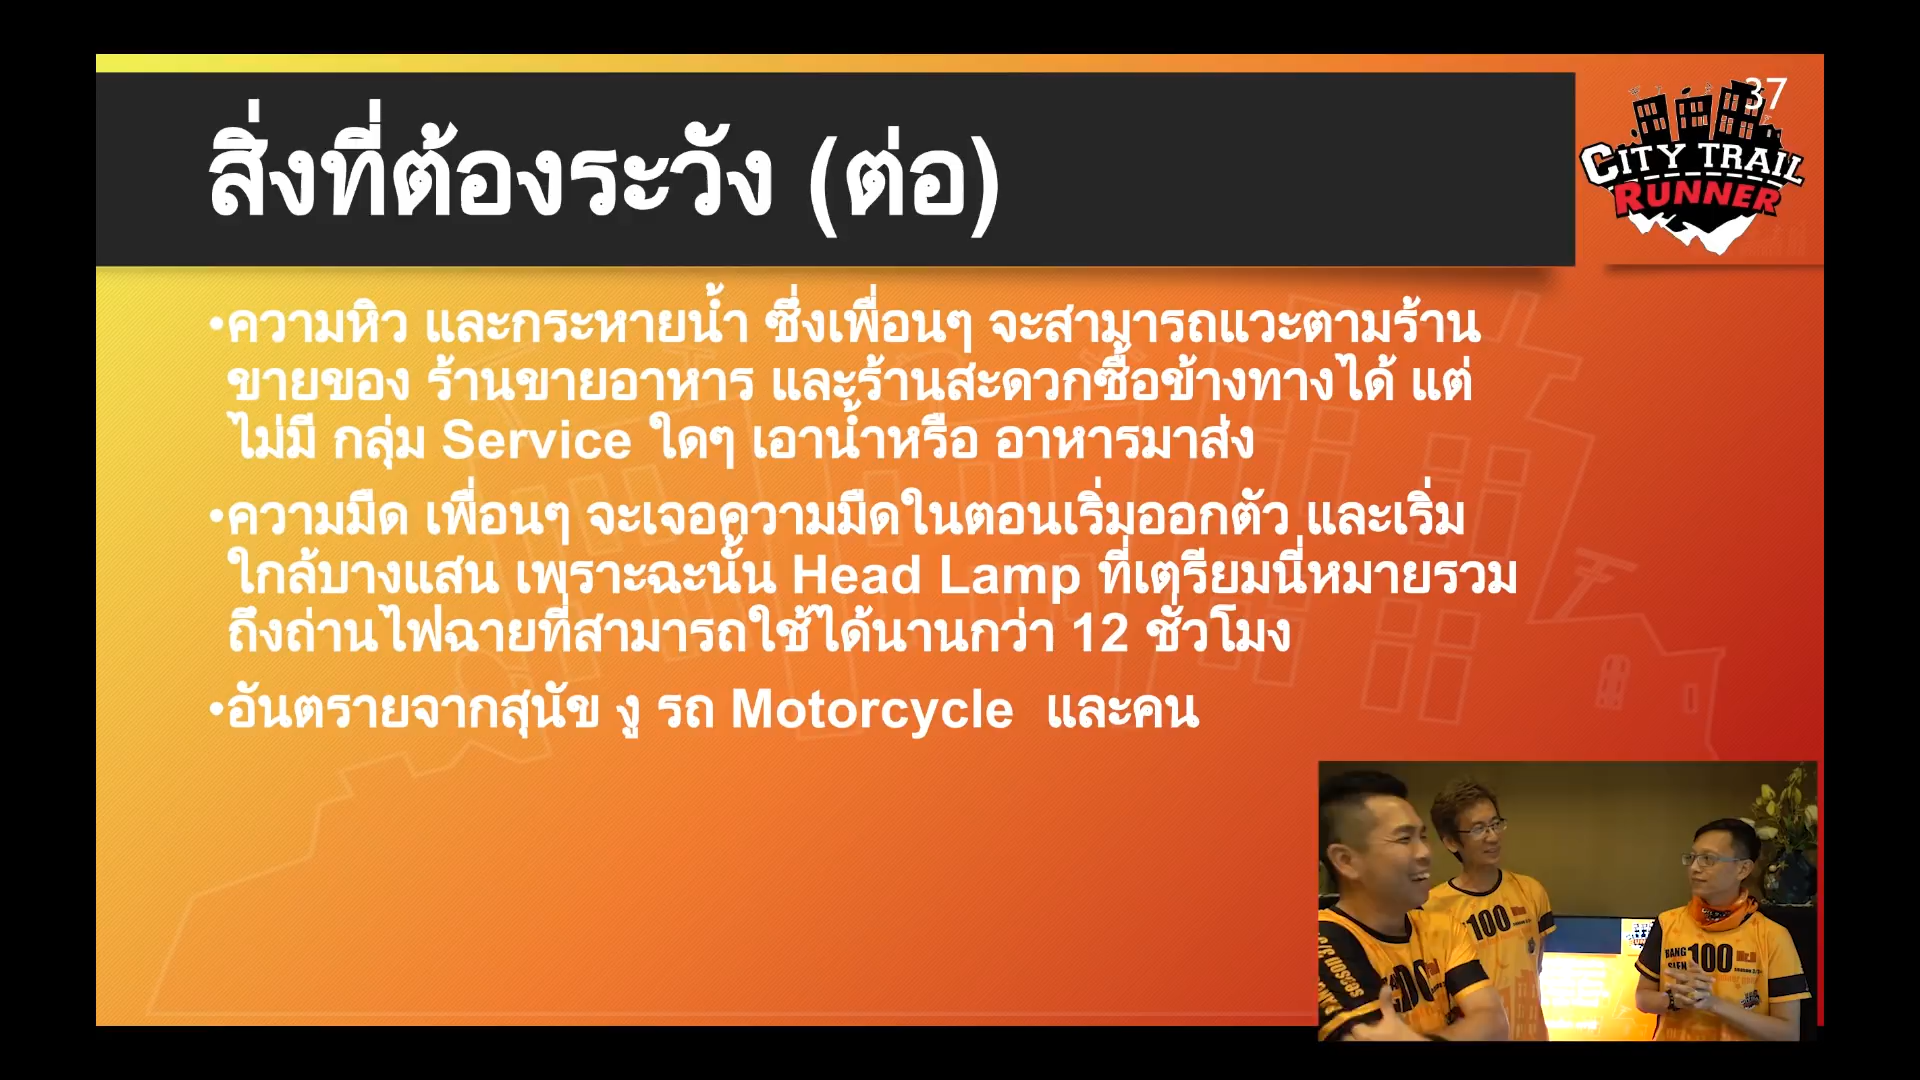 สิ่งที่ต้องระวัง (ต่อ)
37
CITY TRAIL
RUNNER
•ความหิว และกระหายน้ำ ซึ่งเพื่อนๆ จะสามารถแวะตามร้าน
ขายของ ร้านขายอาหาร และร้านสะดวกซื้อข้างทางได้ แต่
ไม่มี กลุ่ม Service ใดๆ เอาน้ำหรือ อาหารมาส่ง
•ความมืด เพื่อนๆ จะเจอความมืดในตอนเริ่มออกตัว และเริ่ม
ใกล้บางแสน เพราะฉะนั้น Head Lamp ที่เตรียมนี่หมายรวม
ถึงถ่านไฟฉายที่สามารถใช้ได้นานกว่า 12 ชั่วโมง
•อันตรายจากสุนัข งู รถ Motorcycle และคน
100
BANG
SAEN
100